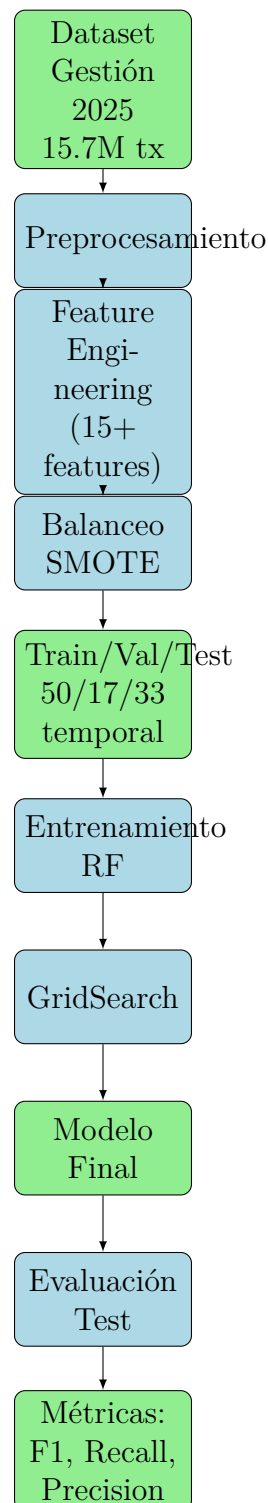 Dataset
Gestión
2025
15.7M tx
Preprocesamiento
Feature
Engi-
neering
(15+
features)
Balanceo
SMOTE
Train/Val/Test
50/17/33
temporal
Entrenamiento
RF
GridSearch
Modelo
Final
Evaluación
Test
Métricas:
F1, Recall,
Precision